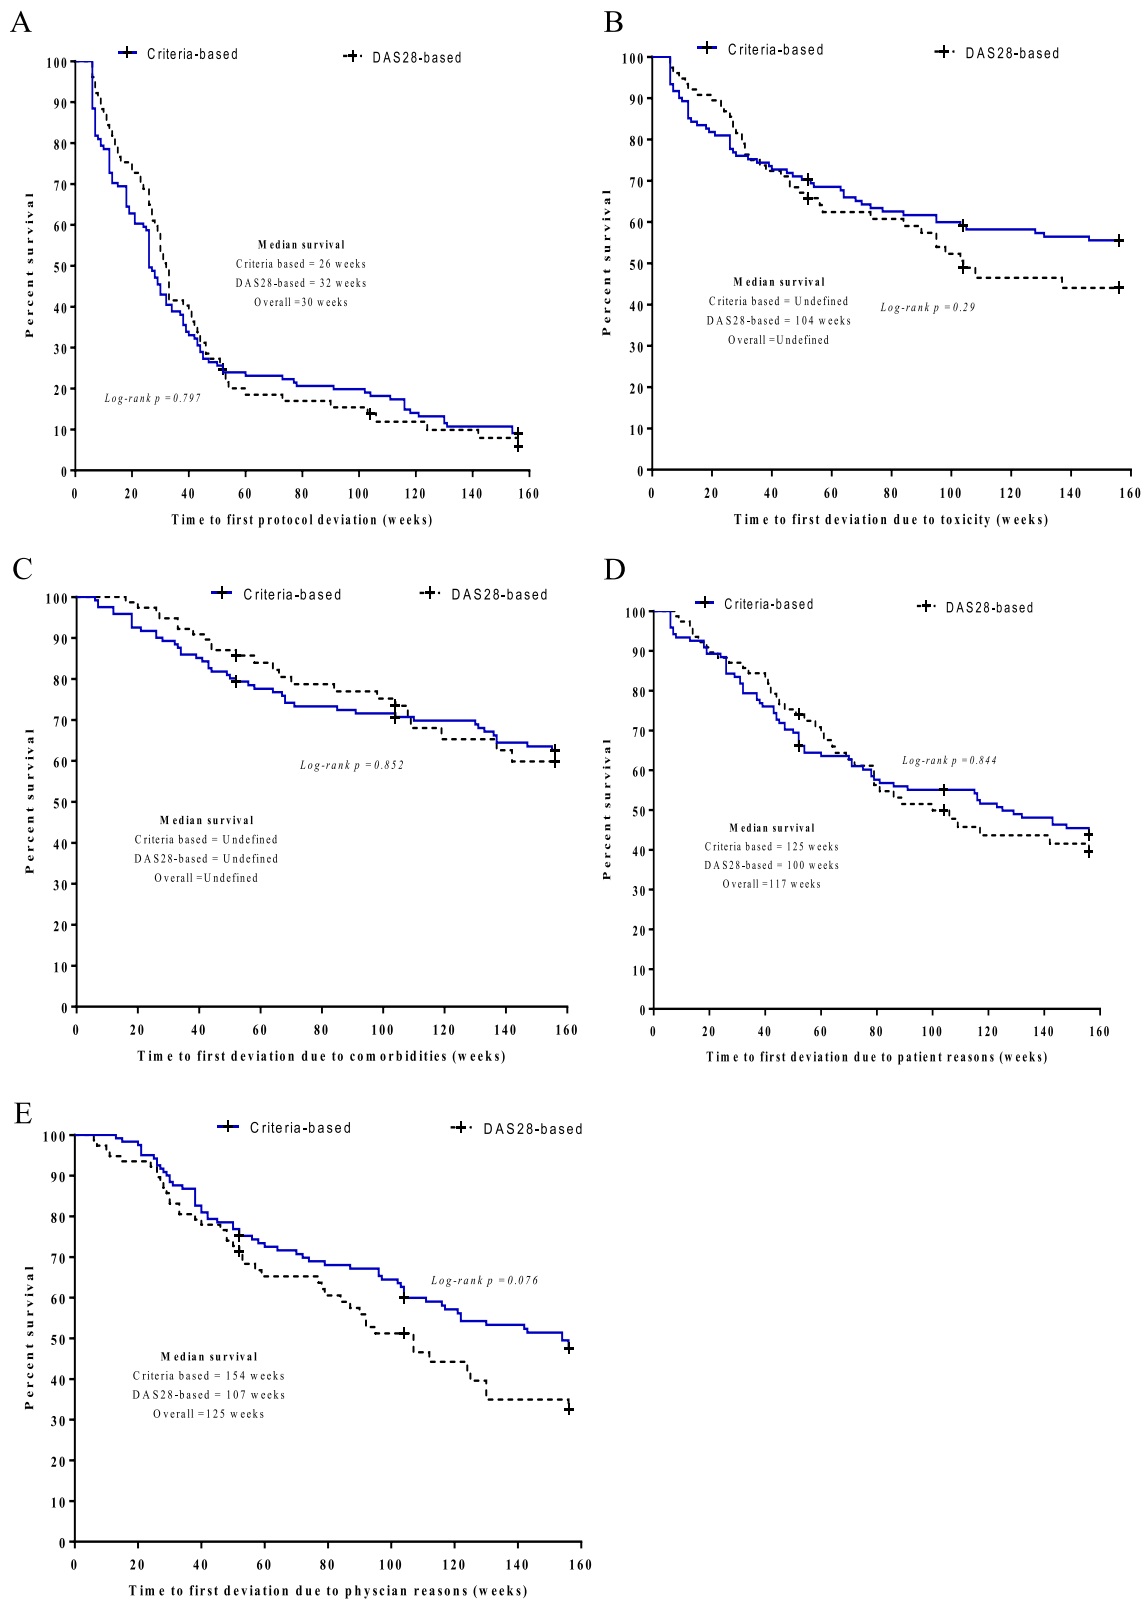 A
Criteria-based
DAS28-based
100
90
80
70
60
50
40
30
20
10
0
Percent survival
Median survival
Criteria based = 26 weeks
DAS28-based = 32 weeks
Overall =30 weeks
Log-rank p =0.797
0 20 40 60 80 100 120 140 160
Time to first protocol deviation (weeks)
B
Criteria-based
DAS28-based
100
90
80
70
60
50
40
30
20
10
0
Percent survival
Median survival
Criteria based = Undefined
DAS28-based = 104 weeks
Overall =Undefined
Log-rank p =0.29
0 20 40 60 80 100 120 140 160
Time to first deviation due to toxicity (weeks)
C
Criteria-based
DAS28-based
100
90
80
70
60
50
40
30
20
10
0
Percent survival
Log-rank p =0.852
Median survival
Criteria based = Undefined
DAS28-based = Undefined
Overall =Undefined
0 20 40 60 80 100 120 140 160
Time to first deviation due to comorbidities (weeks)
D
Criteria-based
DAS28-based
100
90
80
70
60
50
40
30
20
10
0
Percent survival
Log-rank p =0.844
Median survival
Criteria based = 125 weeks
DAS28-based = 100 weeks
Overall =117 weeks
0 20 40 60 80 100 120 140 160
Time to first deviation due to patient reasons (weeks)
E
Criteria-based
DAS28-based
100
90
80
70
60
50
40
30
20
10
0
Percent survival
Log-rank p =0.076
Median survival
Criteria based = 154 weeks
DAS28-based = 107 weeks
Overall =125 weeks
0 20 40 60 80 100 120 140 160
Time to first deviation due to physcian reasons (weeks)